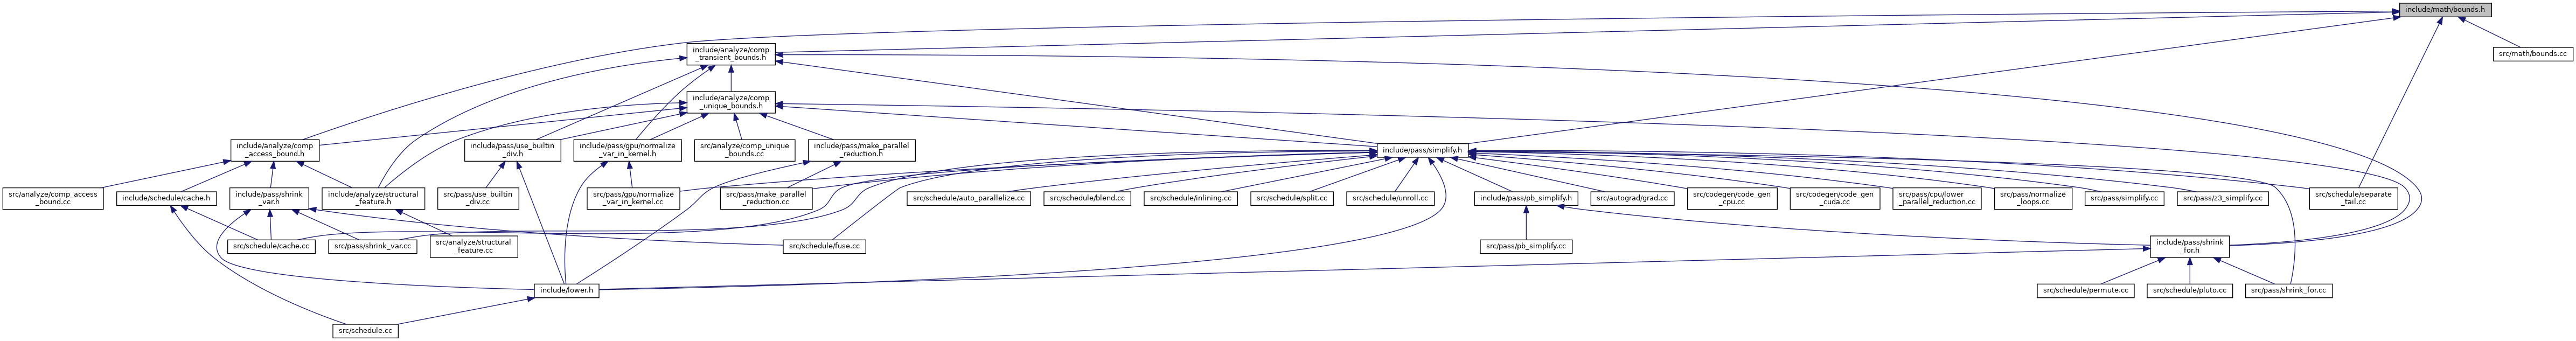 include/math/bounds.h
include/analyze/comp
_transient_bounds.h
src/math/bounds.cc
include/analyze/comp
_unique_bounds.h
include/analyze/comp
_access_bound.h
include/pass/use_builtin
_div.h
include/pass/gpu/normalize
_var_in_kernel.h
src/analyze/comp_unique
_bounds.cc
include/pass/make_parallel
_reduction.h
include/pass/simplify.h
src/analyze/comp_access
_bound.cc
include/schedule/cache.h
include/pass/shrink
_var.h
include/analyze/structural
_feature.h
src/pass/use_builtin
_div.cc
src/pass/gpu/normalize
_var_in_kernel.cc
src/pass/make_parallel
_reduction.cc
src/schedule/auto_parallelize.cc
src/schedule/blend.cc
src/schedule/inlining.cc
src/schedule/split.cc
src/schedule/unroll.cc
include/pass/pb_simplify.h
src/autograd/grad.cc
src/codegen/code_gen
_cpu.cc
src/codegen/code_gen
_cuda.cc
src/pass/cpu/lower
_parallel_reduction.cc
src/pass/normalize
_loops.cc
src/pass/simplify.cc
src/pass/z3_simplify.cc
src/schedule/separate
_tail.cc
src/schedule/cache.cc
src/pass/shrink_var.cc
src/analyze/structural
_feature.cc
src/schedule/fuse.cc
src/pass/pb_simplify.cc
include/pass/shrink
_for.h
include/lower.h
src/schedule/permute.cc
src/schedule/pluto.cc
src/pass/shrink_for.cc
src/schedule.cc